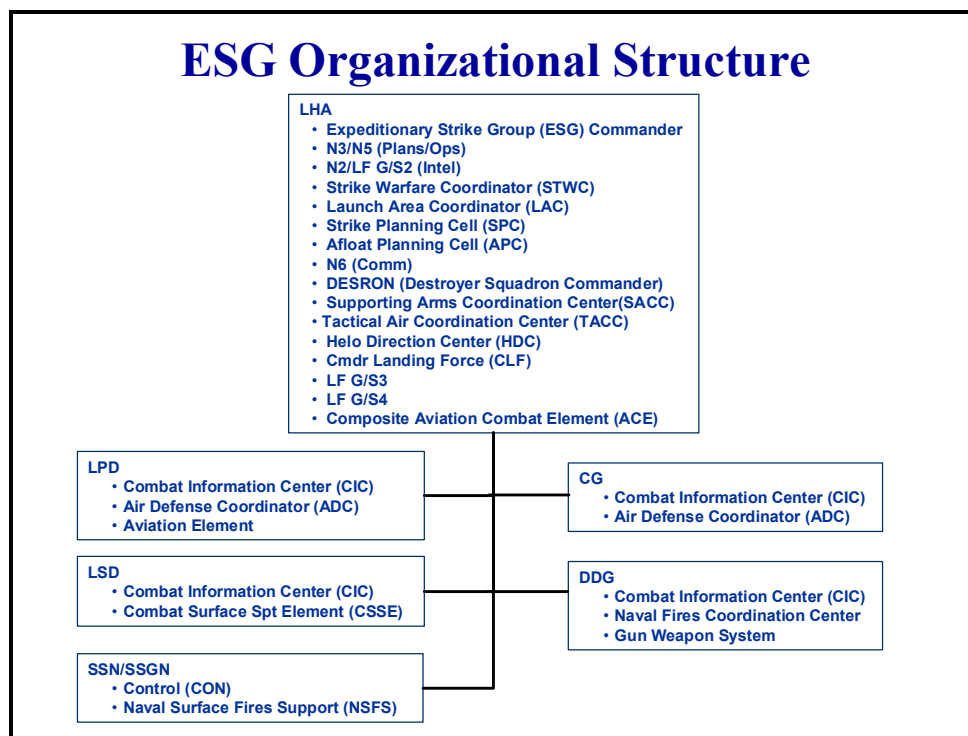 ESG Organizational Structure
LHA
• Expeditionary Strike Group (ESG) Commander
• N3/N5 (Plans/Ops)
• N2/LF G/S2 (Intel)
• Strike Warfare Coordinator (STWC)
• Launch Area Coordinator (LAC)
• Strike Planning Cell (SPC)
• Afloat Planning Cell (APC)
• N6 (Comm)
• DESRON (Destroyer Squadron Commander)
• Supporting Arms Coordination Center(SACC)
• Tactical Air Coordination Center (TACC)
• Helo Direction Center (HDC)
• Cmdr Landing Force (CLF)
• LF G/S3
• LF G/S4
• Composite Aviation Combat Element (ACE)
LPD
• Combat Information Center (CIC)
• Air Defense Coordinator (ADC)
• Aviation Element
CG
• Combat Information Center (CIC)
• Air Defense Coordinator (ADC)
LSD
• Combat Information Center (CIC)
• Combat Surface Spt Element (CSSE)
DDG
• Combat Information Center (CIC)
• Naval Fires Coordination Center
• Gun Weapon System
SSN/SSGN
• Control (CON)
• Naval Surface Fires Support (NSFS)